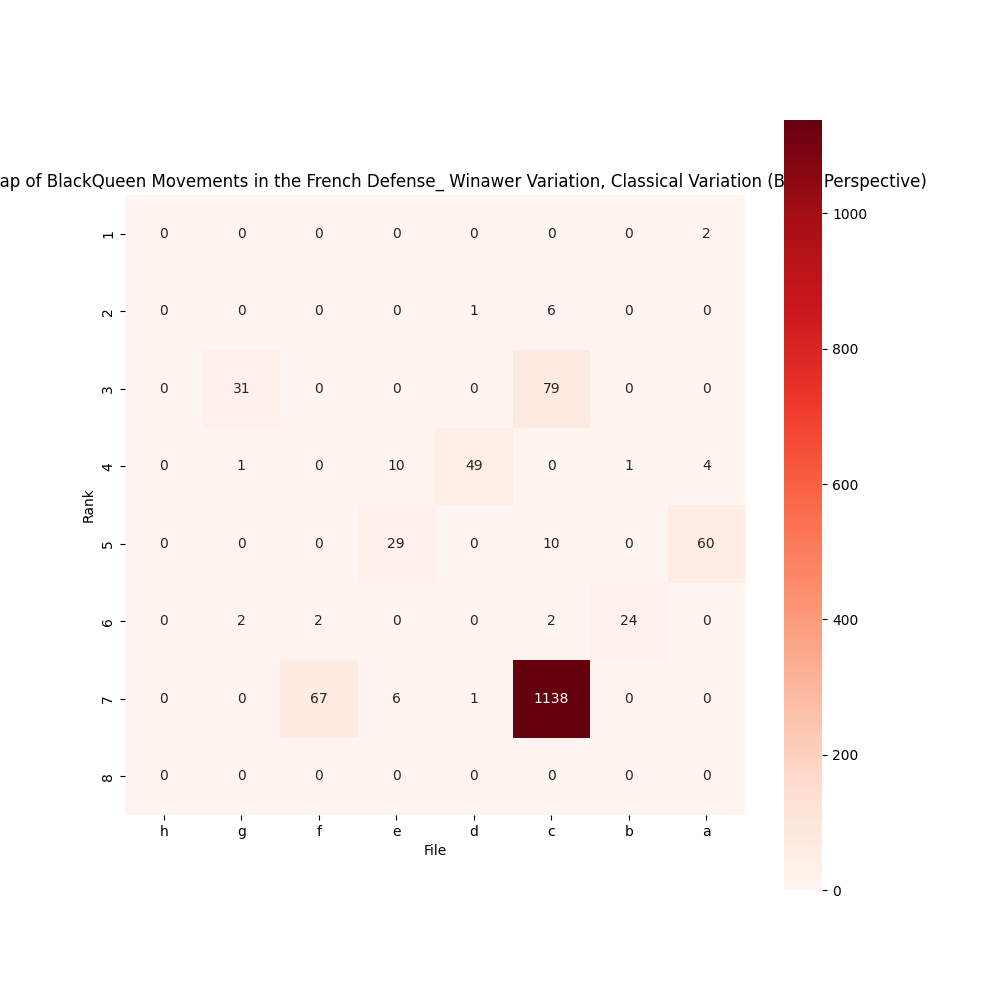 ap of BlackQueen Movements in the French Defense_ Winawer Variation, Classical Variation (B Perspective)
1 0 0 0 0 0 0 0 2
2 0 0 0 0 1 6 0 0
3 0 31 0 0 0 79 0 0
4 0 1 0 10 49 0 1 4
5 0 0 0 29 0 10 0 60
6 0 2 2 0 0 2 24 0
7 0 0 67 6 1 1138 0 0
8 0 0 0 0 0 0 0 0
h g f e d c b a
File
Rank
1000
800
600
400
200
0